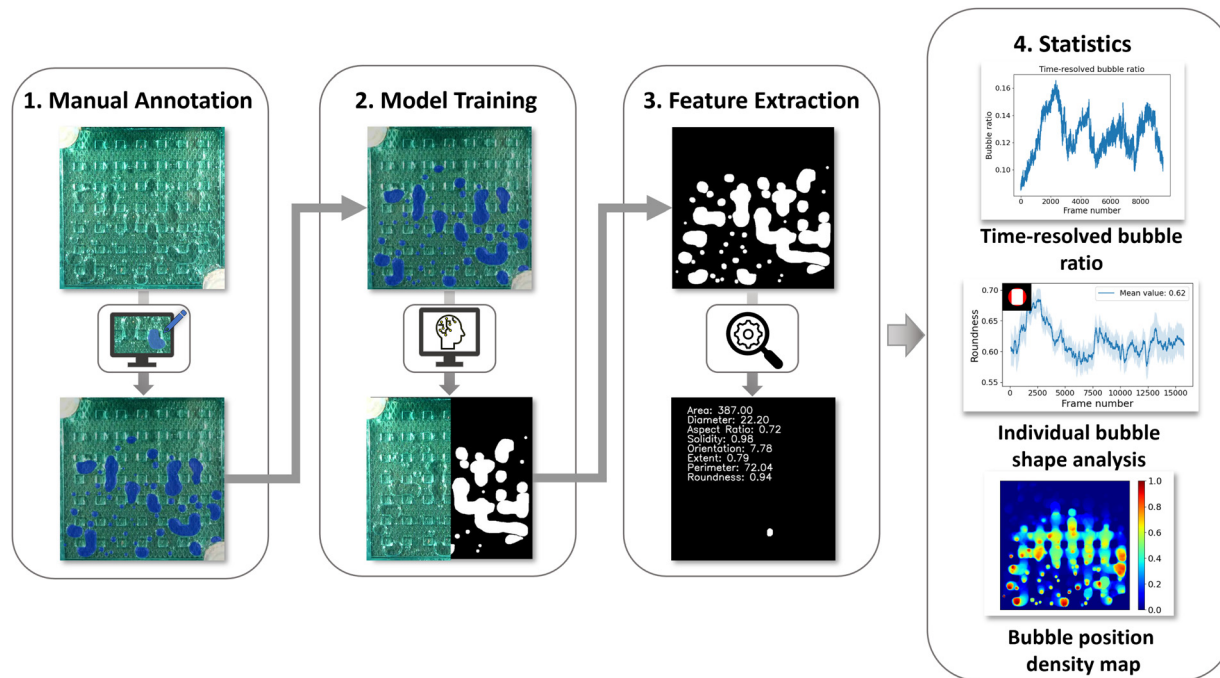 1. Manual Annotation
2. Model Training
3. Feature Extraction
Area: 387.00
Diameter: 22.20
Aspect Ratio: 0.72
Solidity: 0.98
Orientation: 7.78
Extent: 0.79
Perimeter: 72.04
Roundness: 0.94
4. Statistics
Time-resolved bubble ratio
Bubble ratio
0.16
0.14
0.12
0.10
0 2000 4000 6000 8000
Frame number
Time-resolved bubble
ratio
Roundness
0.70
0.65
0.60
0.55
Mean value: 0.62
0 2500 5000 7500 10000 12500 15000
Frame number
Individual bubble
shape analysis
1.0
0.8
0.6
0.4
0.2
0.0
Bubble position
density map